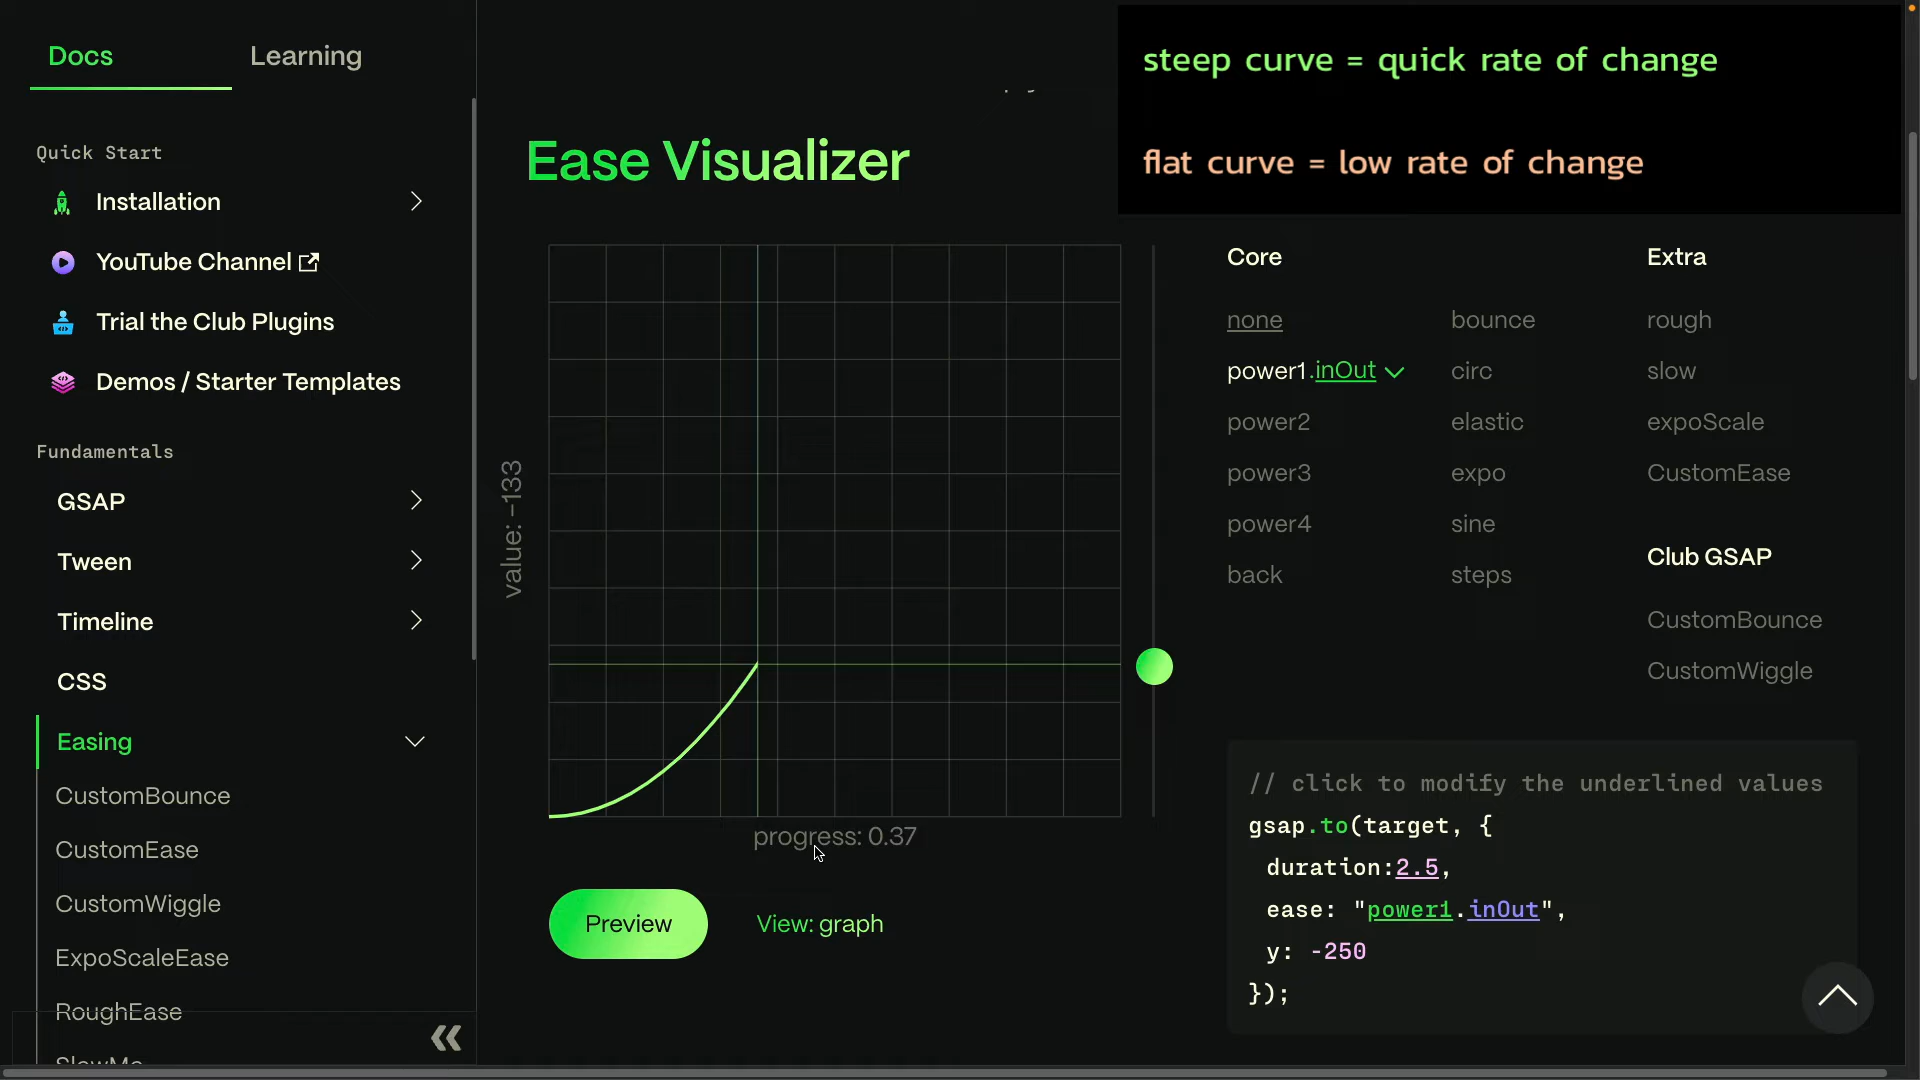 Docs
Learning
Quick Start
Installation
YouTube Channel
Trial the Club Plugins
Demos / Starter Templates
Fundamentals
GSAP
Tween
Timeline
CSS
Easing
CustomBounce
CustomEase
CustomWiggle
ExpoScaleEase
RoughEase
SlowMo
steep curve = quick rate of change
flat curve = low rate of change
Ease Visualizer
value: -133
progress: 0.37
Preview
View: graph
Core
none
power1.inOut
power2
power3
power4
back
bounce
circ
elastic
expo
sine
steps
Extra
rough
slow
expoScale
CustomEase
Club GSAP
CustomBounce
CustomWiggle
// click to modify the underlined values
gsap.to(target, {
duration:2.5,
ease: "power1.inOut",
y: -250
});